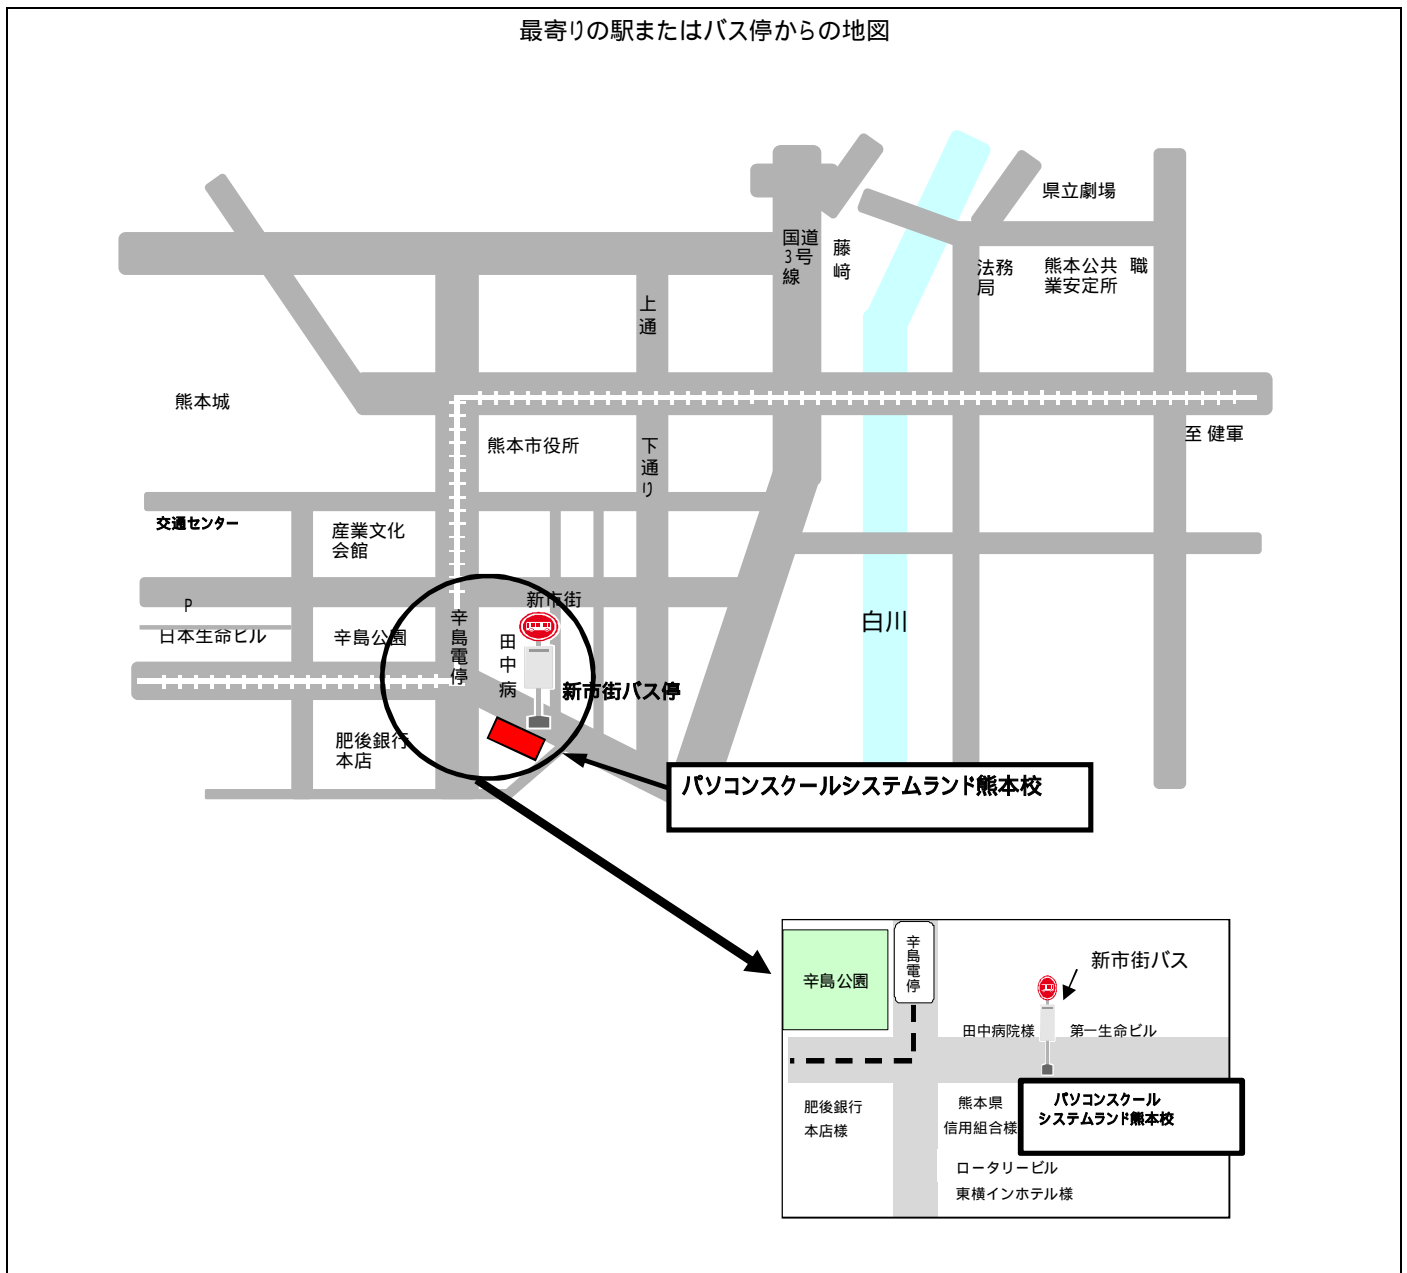 最寄りの駅またはバス停からの地図
県立劇場
国道
3号
線
藤
﨑
法務
局
熊本公共 職
業安定所
上
通
熊本城
熊本市役所
下
通
り
至 健軍
交通センター
産業文化
会館
P
日本生命ビル
辛島公園
辛
島
電
停
新市街
田
中
病
新市街バス停
白川
肥後銀行
本店
パソコンスクールシステムランド熊本校
辛島公園
辛
島
電
停
新市街バス
田中病院様
第一生命ビル
肥後銀行
本店様
熊本県
信用組合様
パソコンスクール
システムランド熊本校
ロータリービル
東横インホテル様